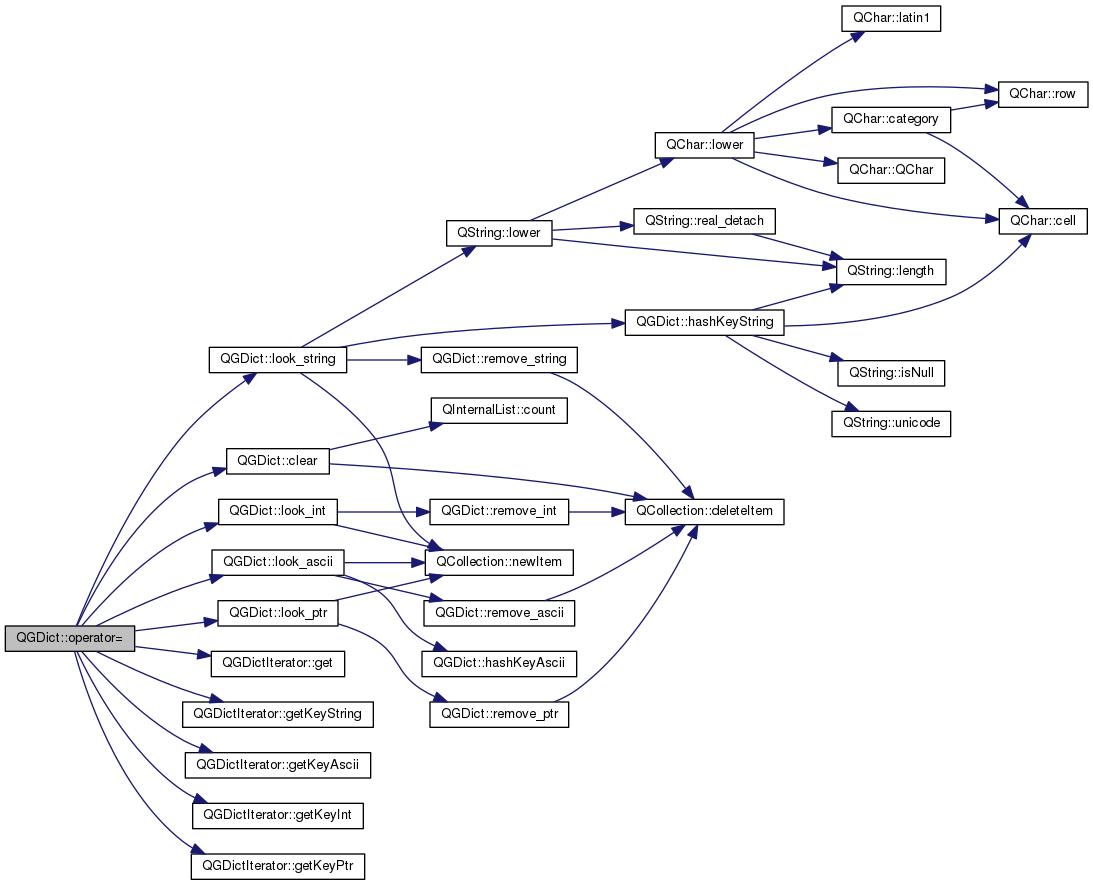 QChar::latin1
QChar::row
QChar::category
QChar::lower
QChar::QChar
QChar::cell
QString::real_detach
QString::lower
QString::length
QGDict::hashKeyString
QGDict::look_string
QGDict::remove_string
QString::isNull
QInternalList::count
QString::unicode
QGDict::clear
QGDict::look_int
QGDict::remove_int
QCollection::deleteItem
QGDict::look_ascii
QCollection::newItem
QGDict::look_ptr
QGDict::remove_ascii
QGDict::operator=
QGDictIterator::get
QGDict::hashKeyAscii
QGDictIterator::getKeyString
QGDict::remove_ptr
QGDictIterator::getKeyAscii
QGDictIterator::getKeyInt
QGDictIterator::getKeyPtr